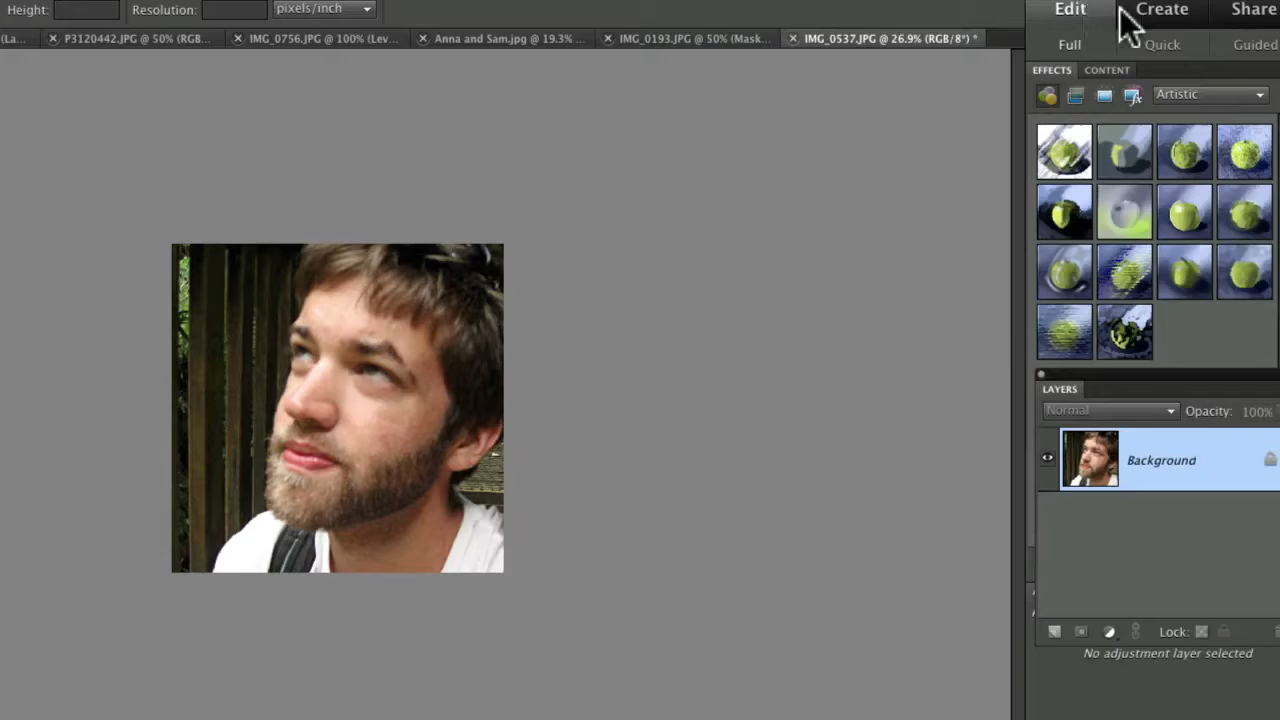 Height: Resolution: pixels/inch
Edit Create Share
(La... P3120442.JPG @ 50% (RGB... IMG_0756.JPG @ 100% (Lev... Anna and Sam.jpg @ 19.3% ... IMG_0193.JPG @ 50% (Mask... IMG_0537.JPG @ 26.9% (RGB/8*) *
Full Quick Guided
EFFECTS CONTENT
Artistic
LAYERS
Normal Opacity: 100%
Background
Lock:
No adjustment layer selected